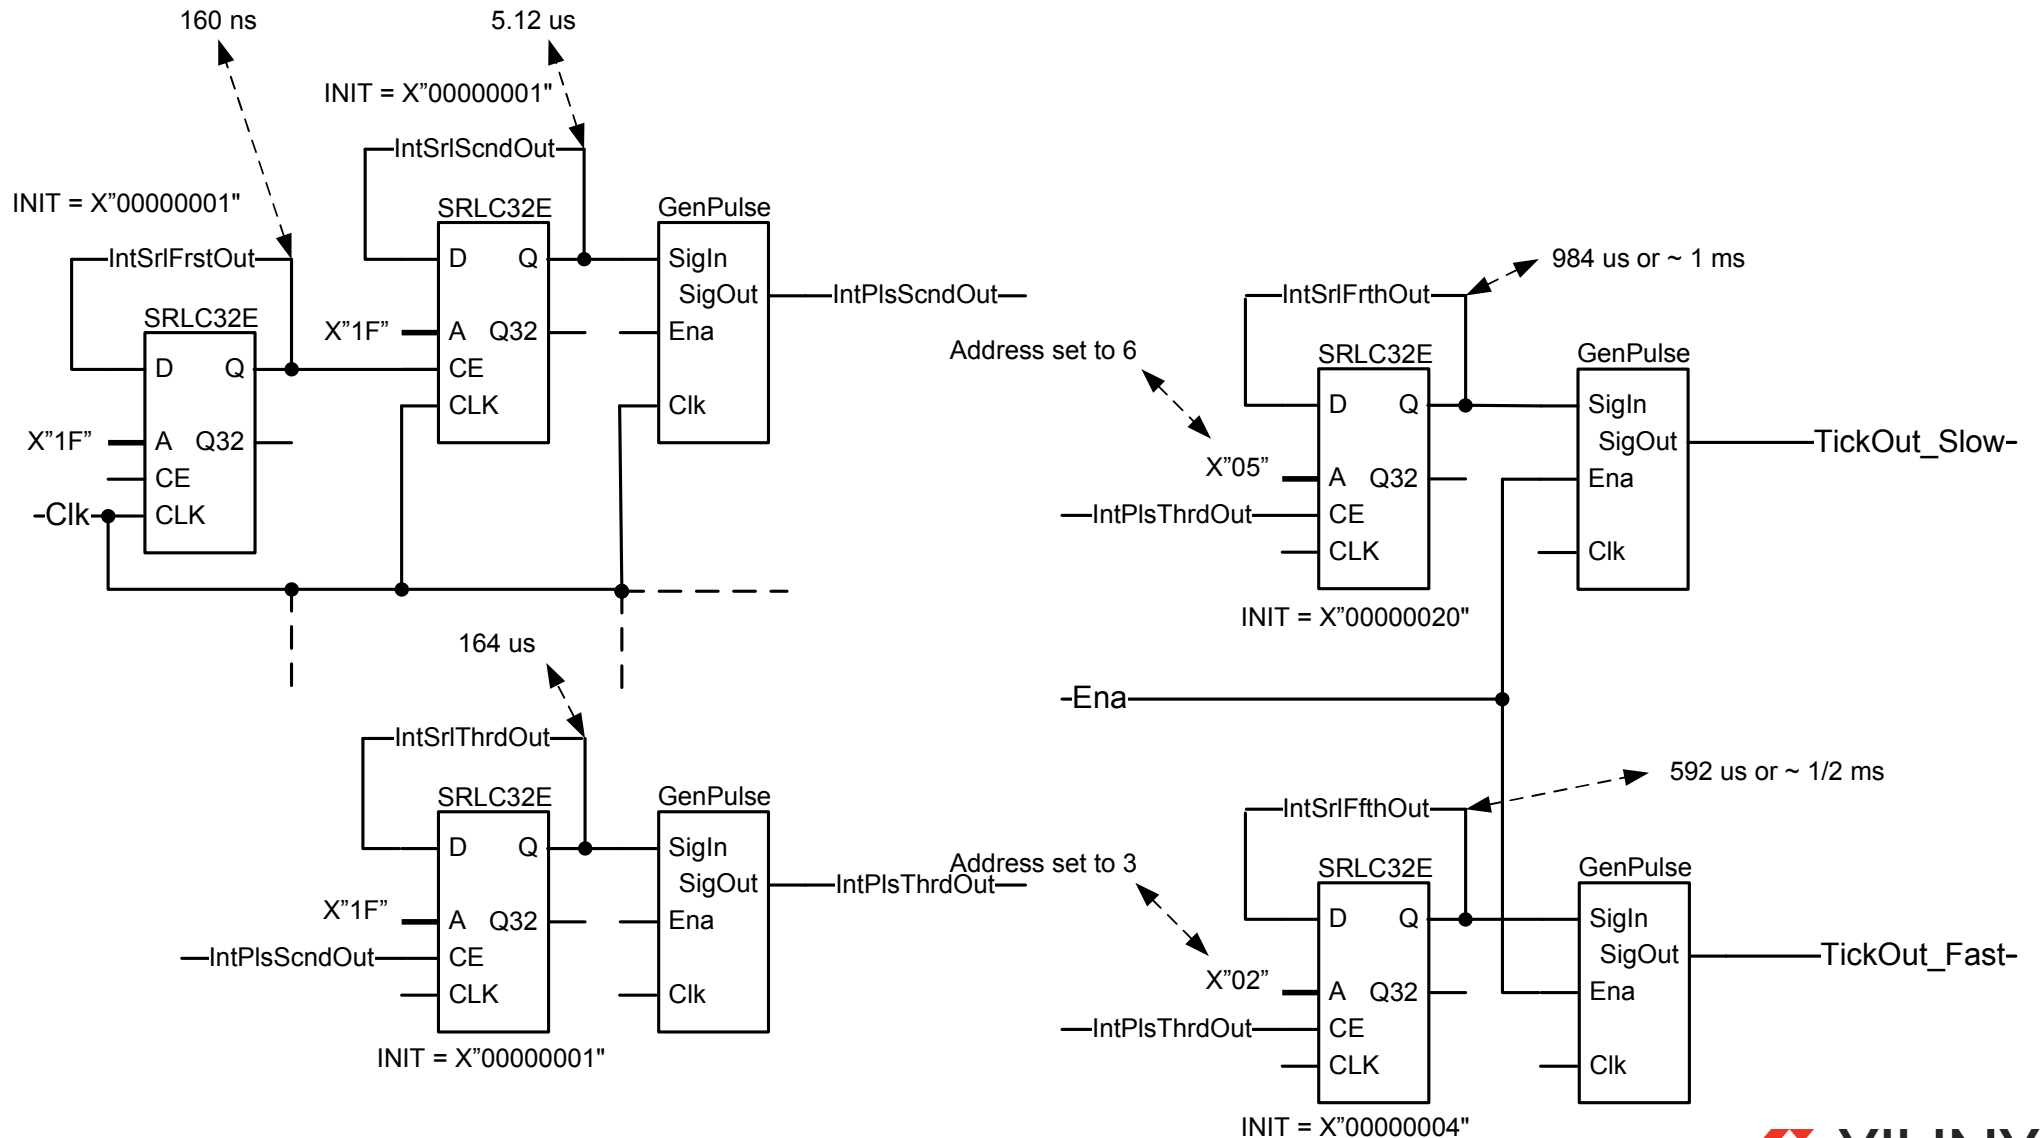 160 ns
5.12 us
INIT = X"00000001"
IntSrlScndOut
INIT = X"00000001"
SRLC32E
GenPulse
IntSrlFrstOut
D Q
SigIn
SigOut
IntPlsScndOut
SRLC32E
X"1F"
A Q32
Ena
D Q
CE
CLK
Clk
X"1F"
A Q32
CE
Clk
CLK
164 us
IntSrlThrdOut
SRLC32E
GenPulse
D Q
SigIn
SigOut
IntPlsThrdOut
X"1F"
A Q32
Ena
IntPlsScndOut
CE
CLK
Clk
INIT = X"00000001"
984 us or ~ 1 ms
IntSrlFrthOut
Address set to 6
SRLC32E
GenPulse
D Q
SigIn
SigOut
TickOut_Slow
X"05"
A Q32
Ena
IntPlsThrdOut
CE
CLK
Clk
INIT = X"00000020"
Ena
592 us or ~ 1/2 ms
IntSrlFfthOut
Address set to 3
SRLC32E
GenPulse
D Q
SigIn
SigOut
TickOut_Fast
X"02"
A Q32
Ena
IntPlsThrdOut
CE
CLK
Clk
INIT = X"00000004"